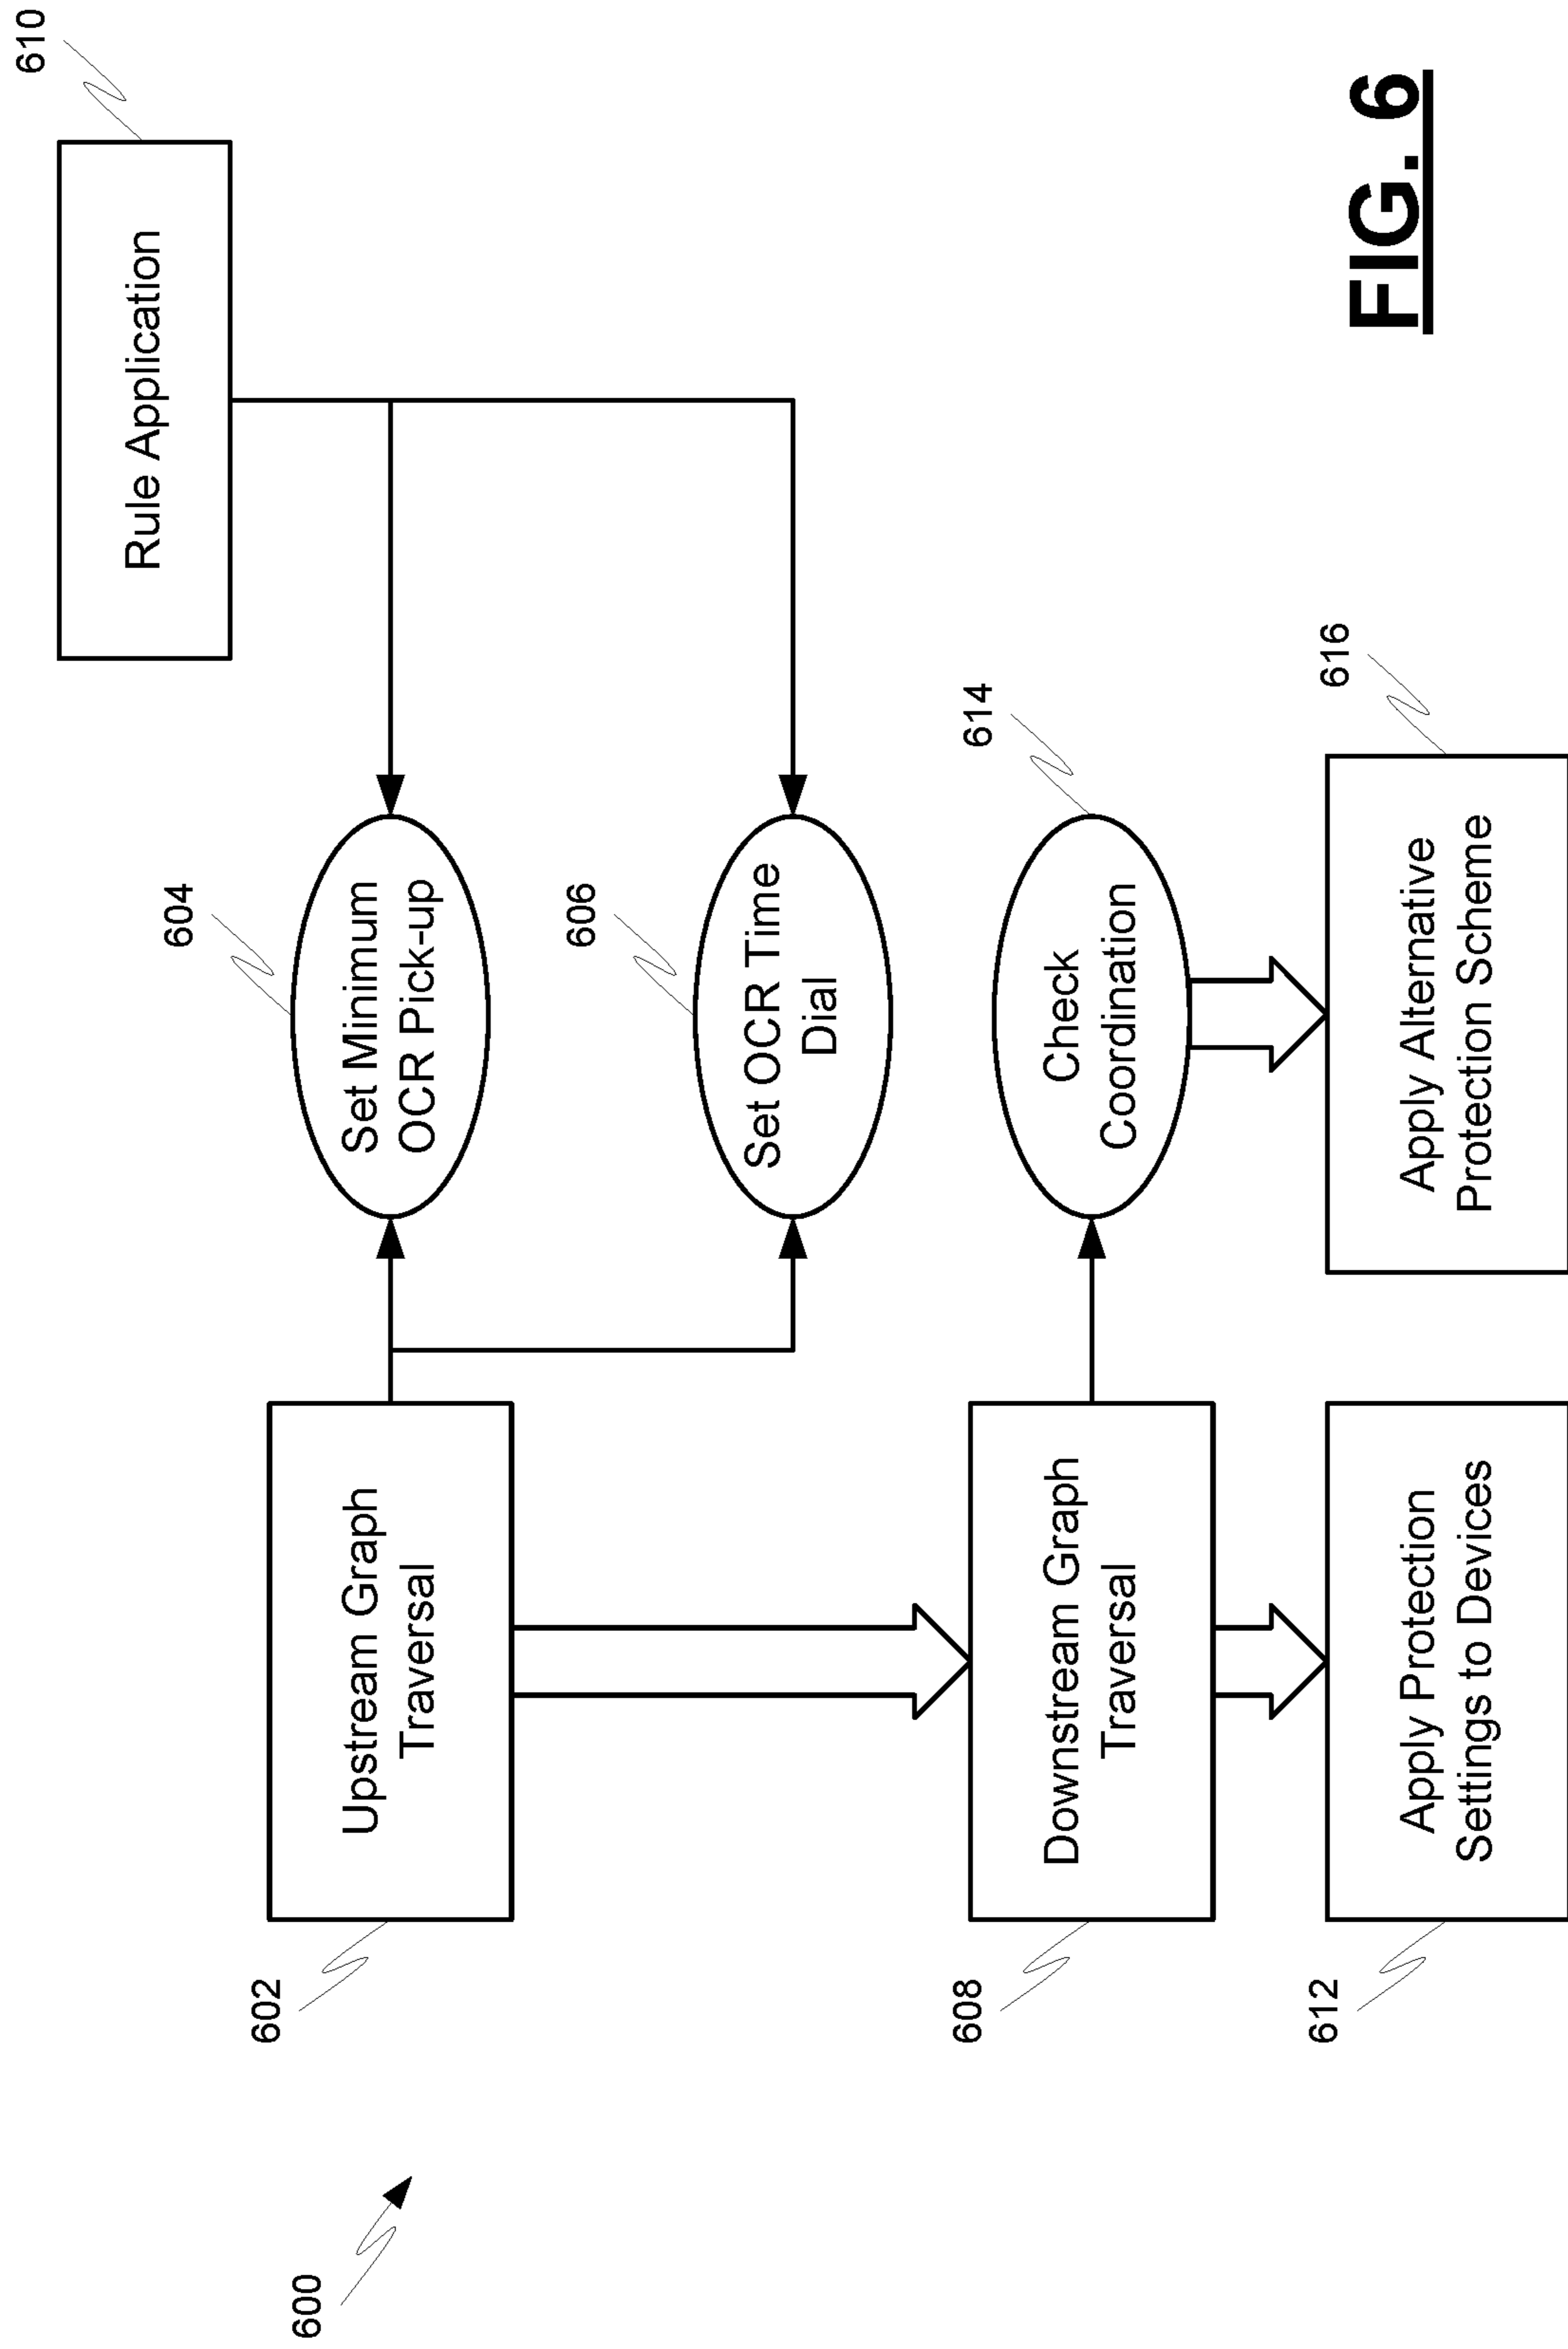 610
Rule Application
604
Set Minimum
OCR Pick-up
606
Set OCR Time
Dial
602
Upstream Graph
Traversal
614
Check
Coordination
608
Downstream Graph
Traversal
616
Apply Alternative
Protection Scheme
612
Apply Protection
Settings to Devices
600
FIG. 6